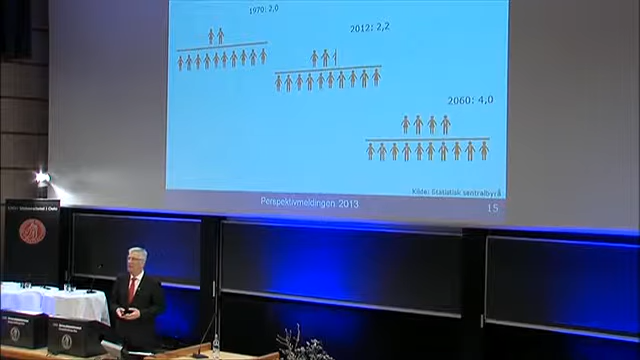 1970: 2,0
2012: 2,2
2060: 4,0
Kilde: Statistisk sentralbyrå
Perspektivmeldingen 2013
15